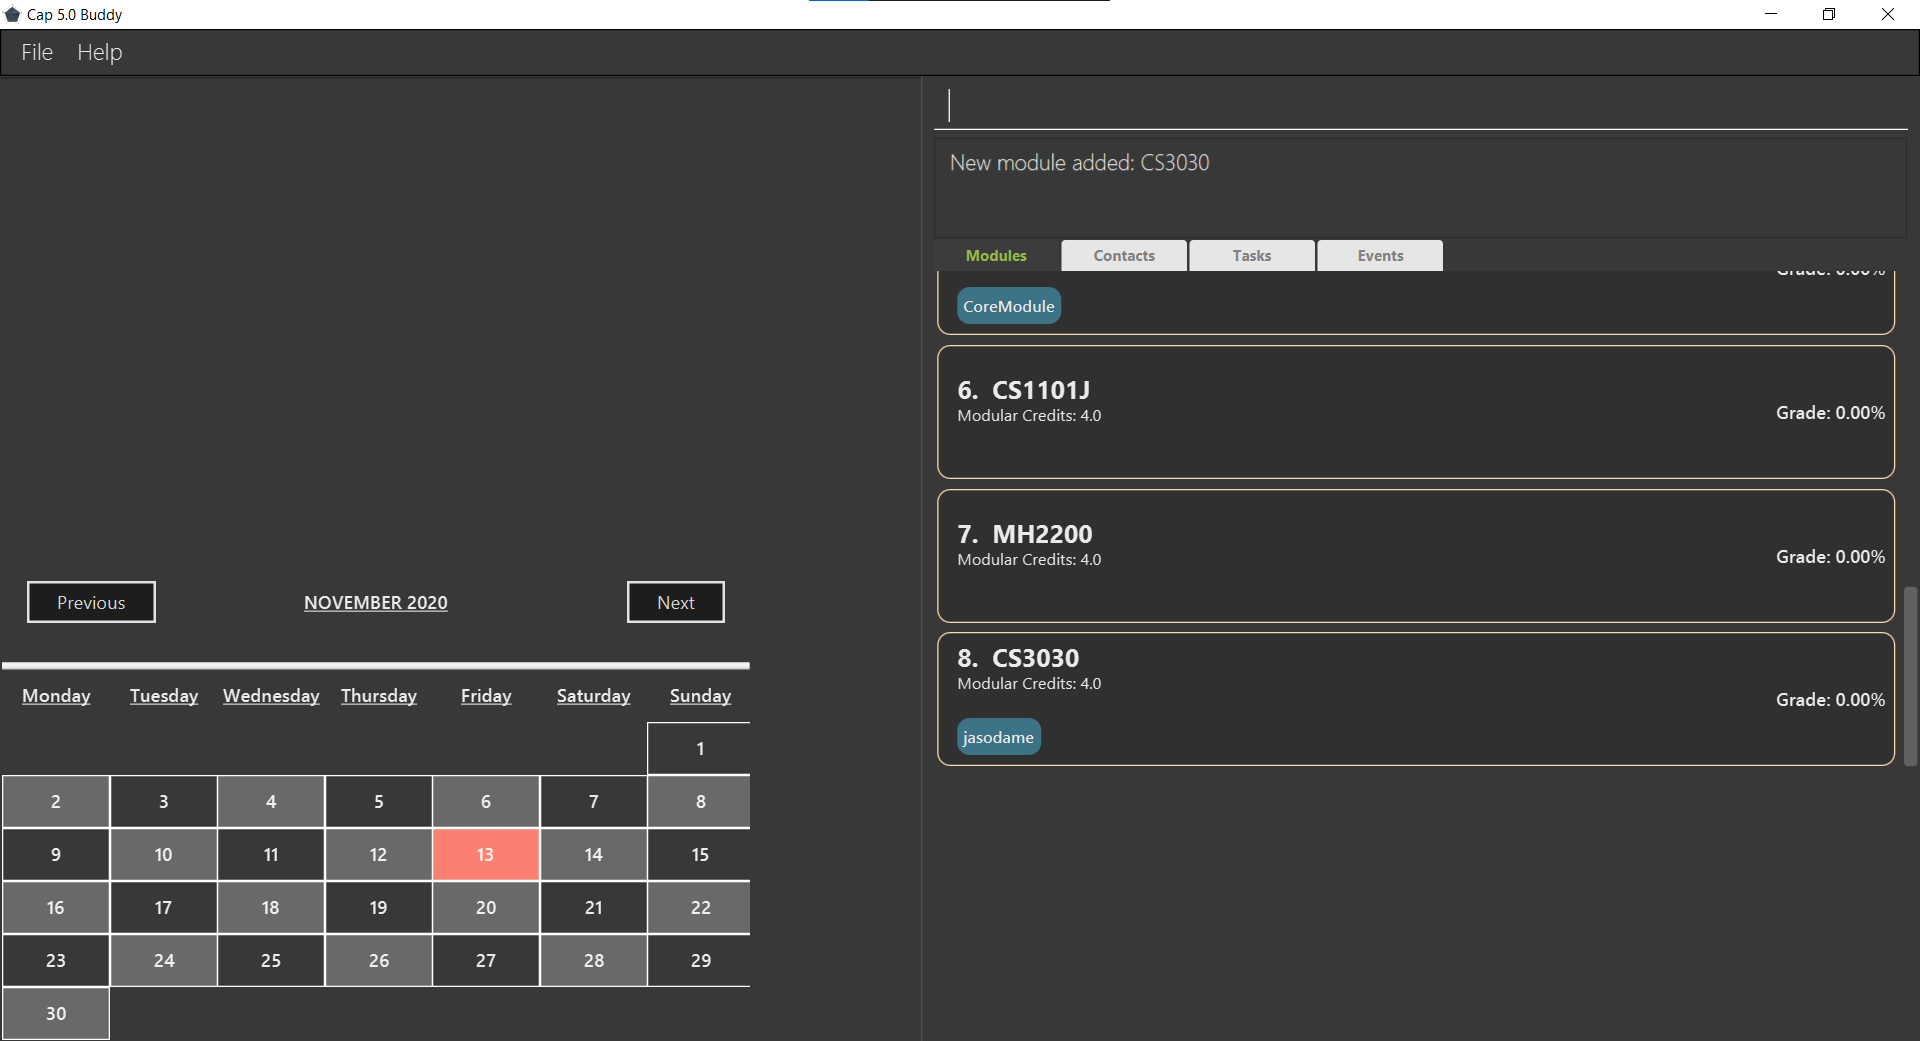 Cap 5.0 Buddy
File Help
New module added: CS3030
Modules Contacts Tasks Events
Grade: 0.00%
CoreModule
6. CS1101J
Modular Credits: 4.0
Grade: 0.00%
7. MH2200
Modular Credits: 4.0
Grade: 0.00%
8. CS3030
Modular Credits: 4.0
Grade: 0.00%
jasodame
Previous NOVEMBER 2020 Next
Monday Tuesday Wednesday Thursday Friday Saturday Sunday
1
2 3 4 5 6 7 8
9 10 11 12 13 14 15
16 17 18 19 20 21 22
23 24 25 26 27 28 29
30